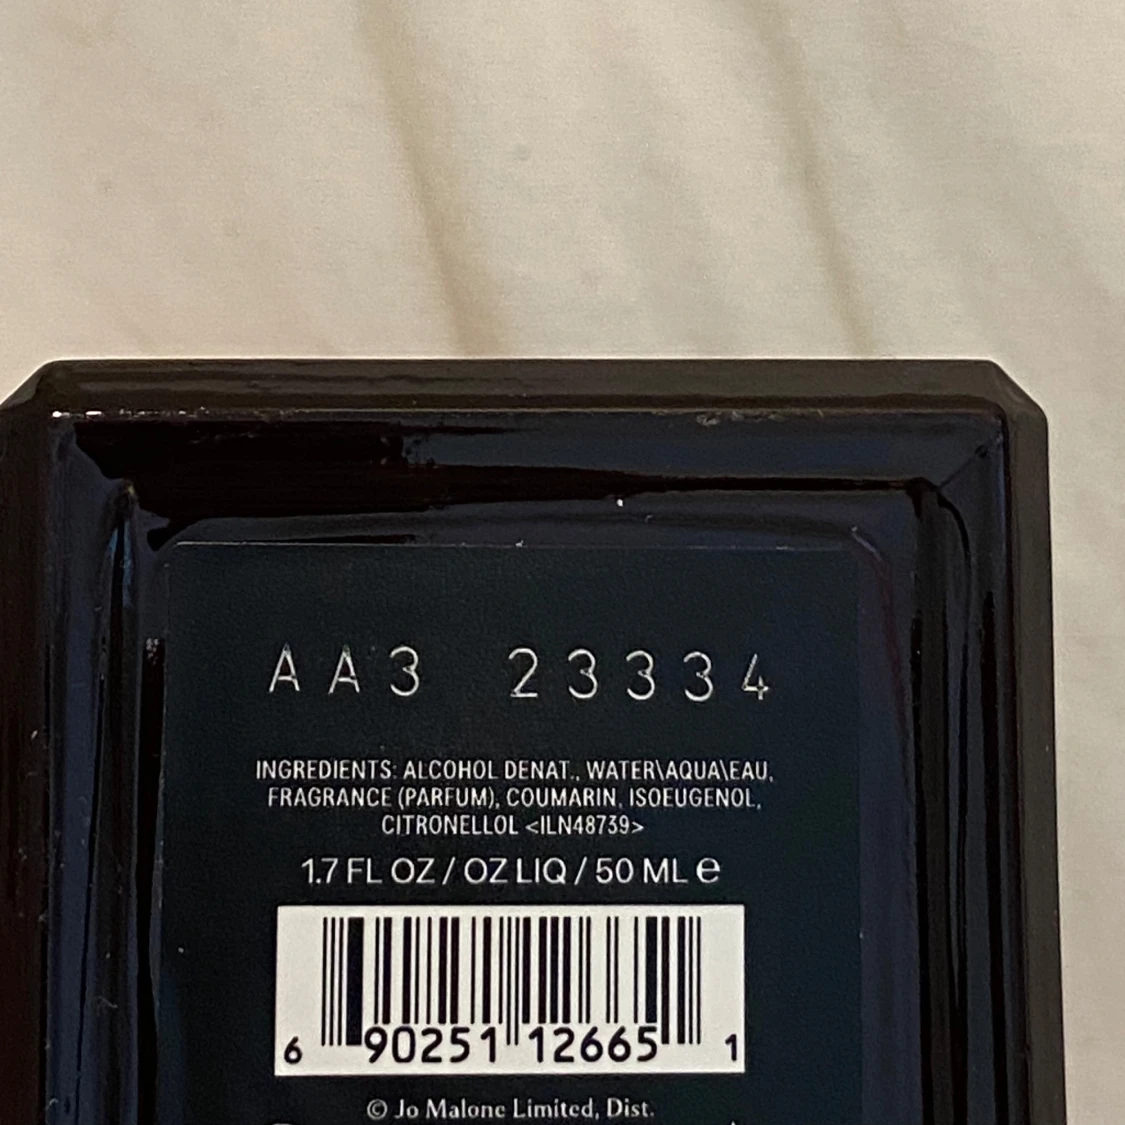 AA3 23334
INGREDIENTS: ALCOHOL DENAT., WATER\AQUA\EAU,
FRAGRANCE (PARFUM), COUMARIN, ISOEUGENOL,
CITRONELLOL <ILN48739>
1.7 FL OZ / OZ LIQ / 50 ML e
6 90251 12665 1
© Jo Malone Limited, Dist.